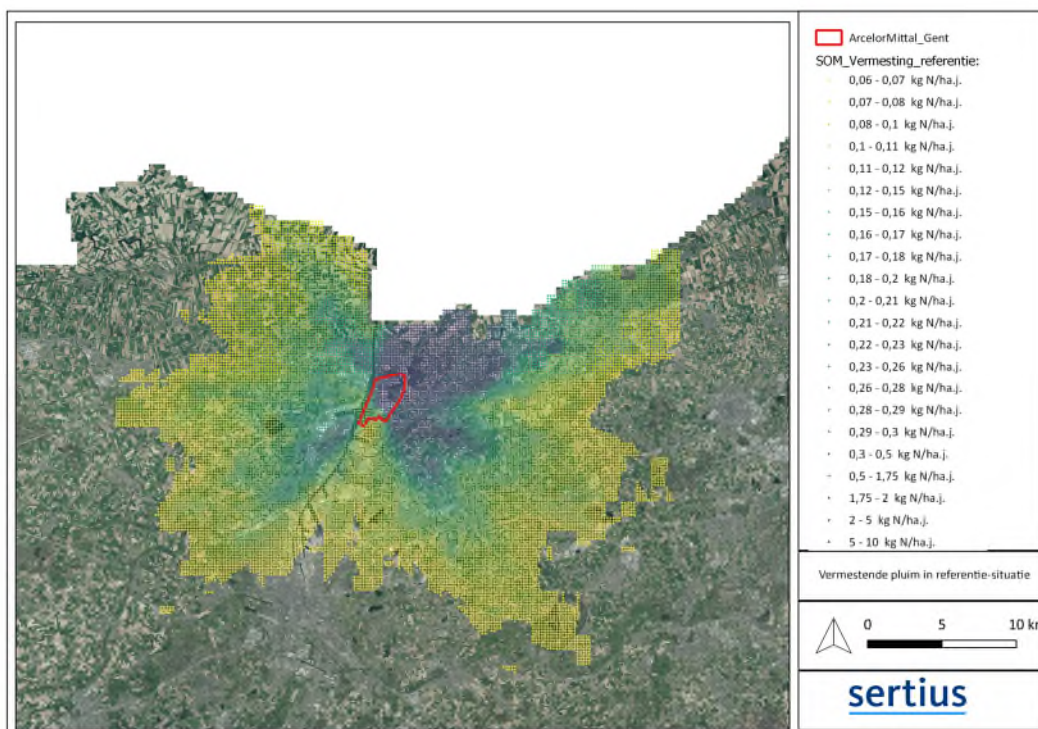 ArcelorMittal_Gent
SOM_Vermesting_referentie:
0,06 - 0,07 kg N/ha.j.
0,07 - 0,08 kg N/ha.j.
0,08 - 0,1 kg N/ha.j.
0,1 - 0,11 kg N/ha.j.
0,11 - 0,12 kg N/ha.j.
0,12 - 0,15 kg N/ha.j.
0,15 - 0,16 kg N/ha.j.
0,16 - 0,17 kg N/ha.j.
0,17 - 0,18 kg N/ha.j.
0,18 - 0,2 kg N/ha.j.
0,2 - 0,21 kg N/ha.j.
0,21 - 0,22 kg N/ha.j.
0,22 - 0,23 kg N/ha.j.
0,23 - 0,26 kg N/ha.j.
0,26 - 0,28 kg N/ha.j.
0,28 - 0,29 kg N/ha.j.
0,29 - 0,3 kg N/ha.j.
0,3 - 0,5 kg N/ha.j.
0,5 - 1,75 kg N/ha.j.
1,75 - 2 kg N/ha.j.
2 - 5 kg N/ha.j.
5 - 10 kg N/ha.j.
Vermestende pluim in referentie-situatie
0 5 10 km
sertius